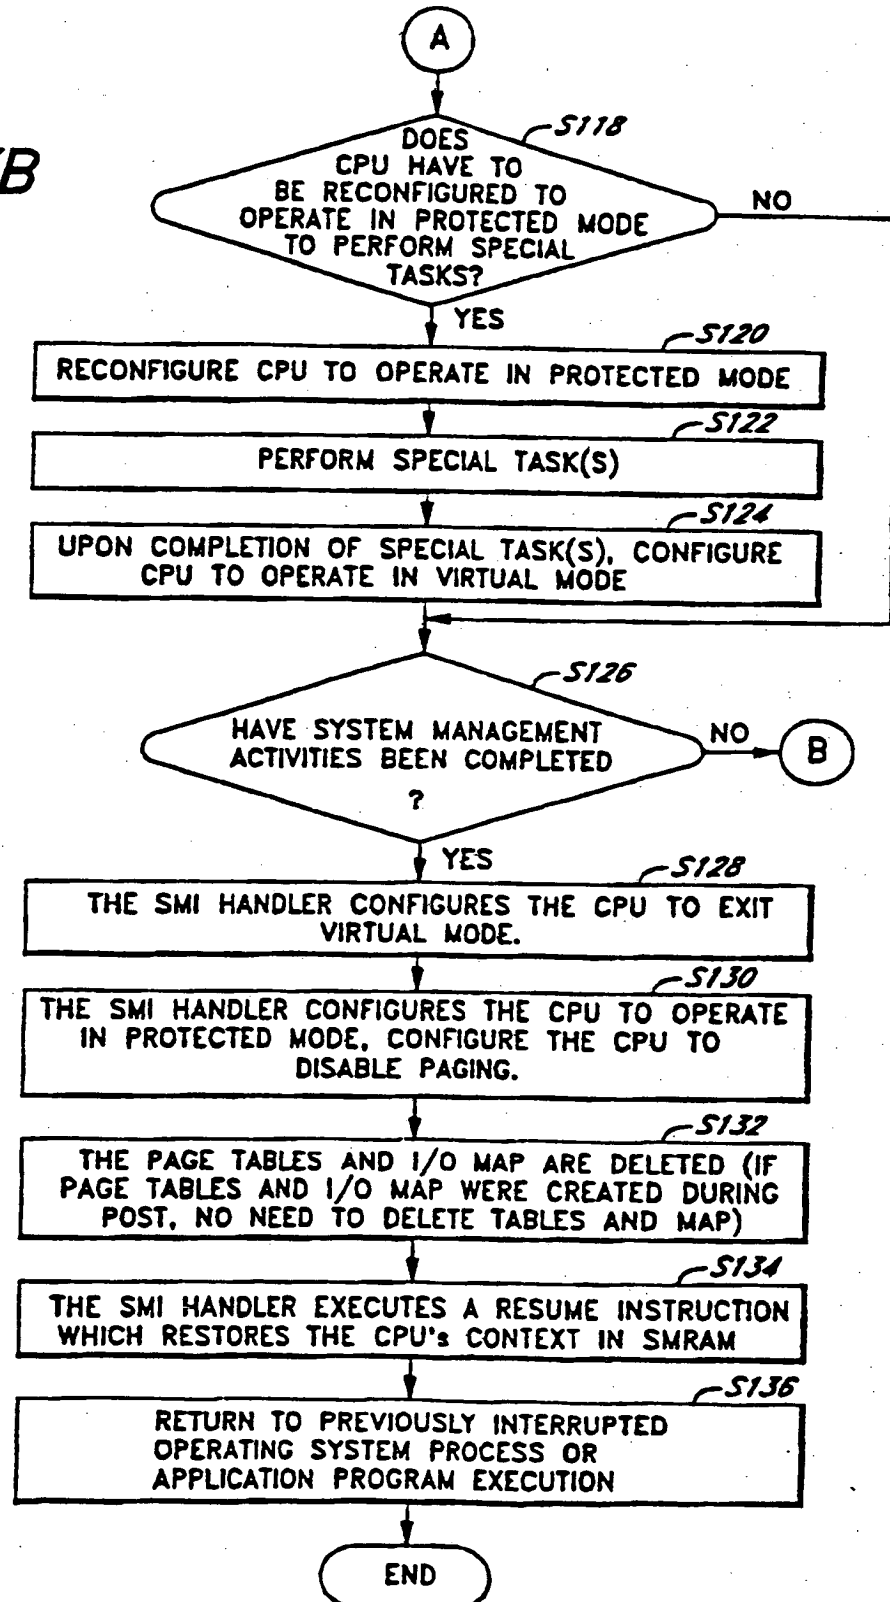 A
S118
DOES
CPU HAVE TO
BE RECONFIGURED TO
OPERATE IN PROTECTED MODE
TO PERFORM SPECIAL
TASKS?
NO
YES
S120
RECONFIGURE CPU TO OPERATE IN PROTECTED MODE
S122
PERFORM SPECIAL TASK(S)
S124
UPON COMPLETION OF SPECIAL TASK(S), CONFIGURE
CPU TO OPERATE IN VIRTUAL MODE
S126
HAVE SYSTEM MANAGEMENT
ACTIVITIES BEEN COMPLETED
?
NO
B
YES
S128
THE SMI HANDLER CONFIGURES THE CPU TO EXIT
VIRTUAL MODE.
S130
THE SMI HANDLER CONFIGURES THE CPU TO OPERATE
IN PROTECTED MODE, CONFIGURE THE CPU TO
DISABLE PAGING.
S132
THE PAGE TABLES AND I/O MAP ARE DELETED (IF
PAGE TABLES AND I/O MAP WERE CREATED DURING
POST, NO NEED TO DELETE TABLES AND MAP)
S134
THE SMI HANDLER EXECUTES A RESUME INSTRUCTION
WHICH RESTORES THE CPU's CONTEXT IN SMRAM
S136
RETURN TO PREVIOUSLY INTERRUPTED
OPERATING SYSTEM PROCESS OR
APPLICATION PROGRAM EXECUTION
END